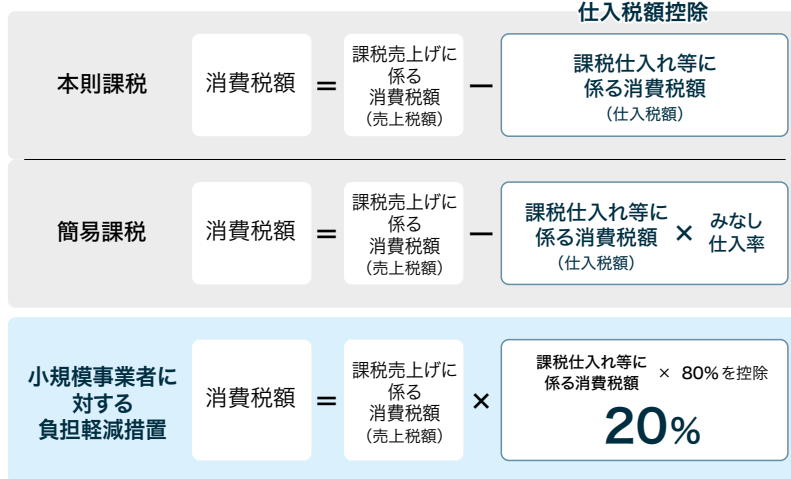 仕入税額控除
本則課税
消費税額
=
課税売上げに
係る
消費税額
（売上税額）
ー
課税仕入れ等に
係る消費税額
（仕入税額）
簡易課税
消費税額
=
課税売上げに
係る
消費税額
（売上税額）
ー
課税仕入れ等に
係る消費税額
（仕入税額）
×
みなし
仕入率
小規模事業者に
対する
負担軽減措置
消費税額
=
課税売上げに
係る
消費税額
（売上税額）
×
課税仕入れ等に
係る消費税額
× 80%を控除
20%